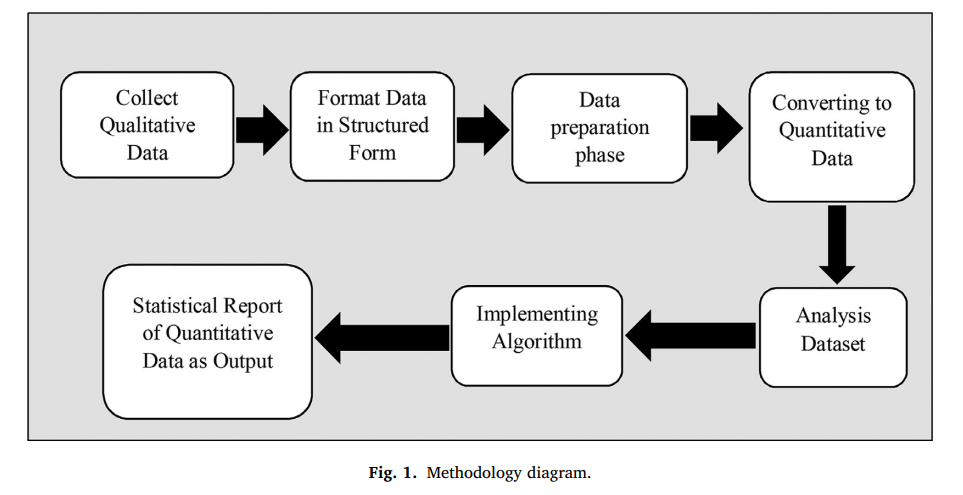 Collect
Qualitative
Data
Format Data
in Structured
Form
Data
preparation
phase
Converting to
Quantitative
Data
Analysis
Dataset
Implementing
Algorithm
Statistical Report
of Quantitative
Data as Output
Fig. 1. Methodology diagram.